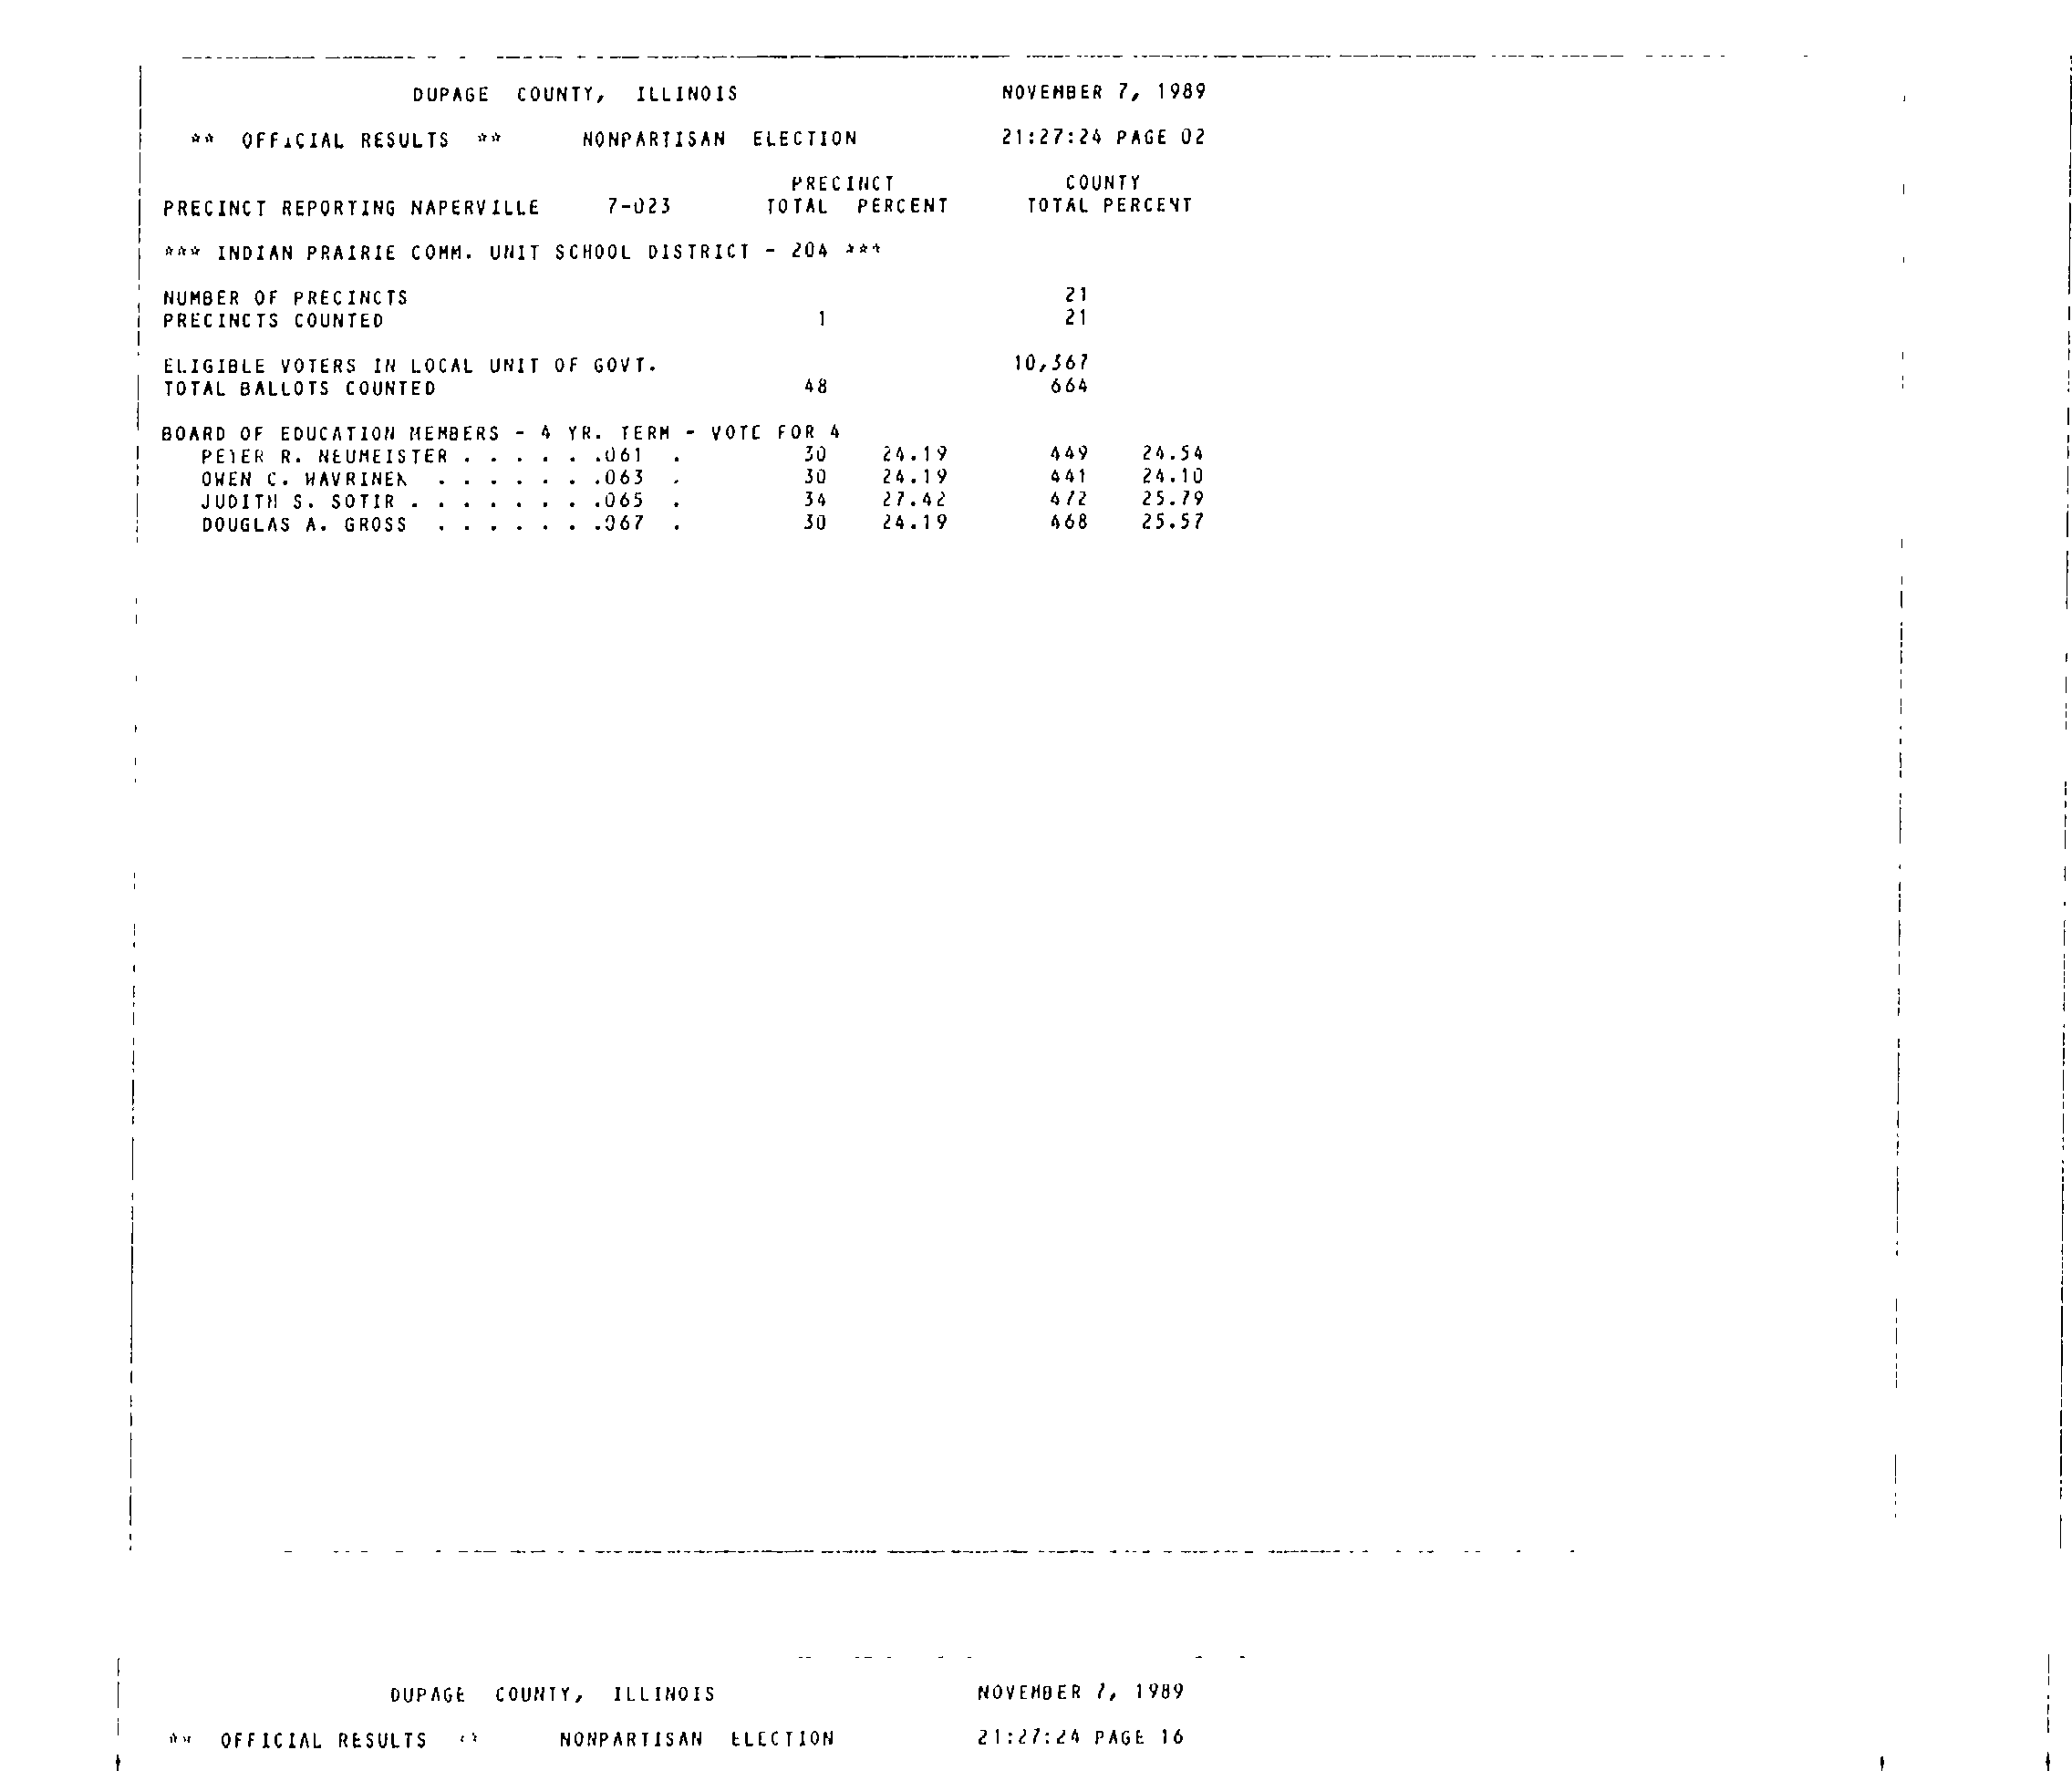 DUPAGE COUNTY, ILLINOIS NOVEMBER 7, 1989
** OFFICIAL RESULTS ** NONPARTISAN ELECTION 21:27:24 PAGE 02
PRECINCT COUNTY
PRECINCT REPORTING NAPERVILLE 7-023 TOTAL PERCENT TOTAL PERCENT
*** INDIAN PRAIRIE COMM. UNIT SCHOOL DISTRICT - 204 ***
NUMBER OF PRECINCTS 21
PRECINCTS COUNTED 1 21
ELIGIBLE VOTERS IN LOCAL UNIT OF GOVT. 10,367
TOTAL BALLOTS COUNTED 48 664
BOARD OF EDUCATION MEMBERS - 4 YR. TERM - VOTE FOR 4
PETER R. NEUMEISTER . . . . . .061 . 30 24.19 449 24.54
OWEN C. WAVRINEK . . . . . . .063 . 30 24.19 441 24.10
JUDITH S. SOTIR . . . . . . . .065 . 34 27.42 472 25.79
DOUGLAS A. GROSS . . . . . . .067 . 30 24.19 468 25.57
DUPAGE COUNTY, ILLINOIS NOVEMBER 7, 1989
** OFFICIAL RESULTS ** NONPARTISAN ELECTION 21:27:24 PAGE 16